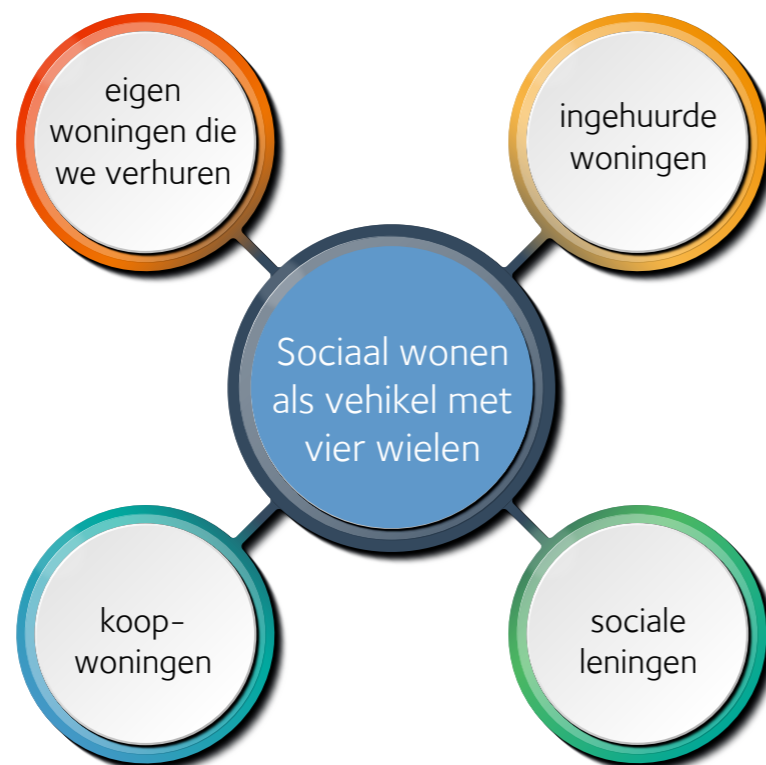 eigen
woningen die
we verhuren
ingehuurde
woningen
Sociaal wonen
als vehikel met
vier wielen
koop-
woningen
sociale
leningen